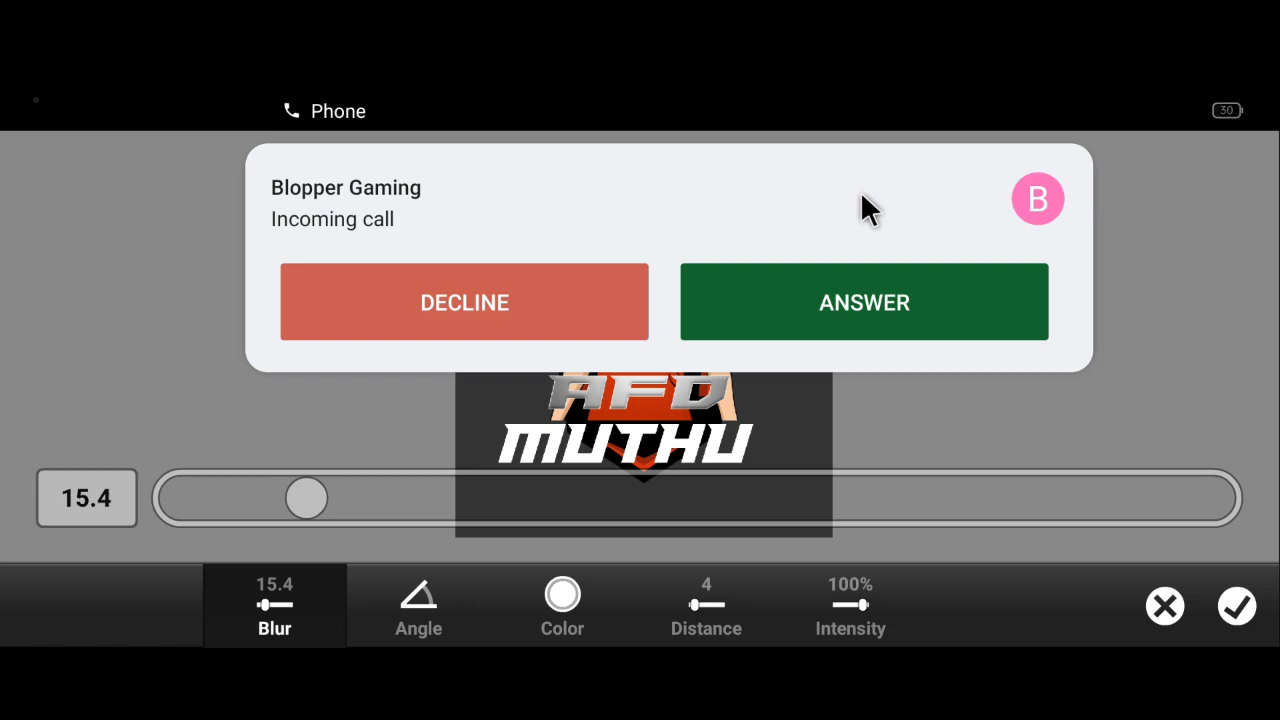 Phone
30
Blopper Gaming
Incoming call
B
DECLINE
ANSWER
AFD
MUTHU
15.4
15.4
Blur
Angle
Color
4
Distance
100%
Intensity